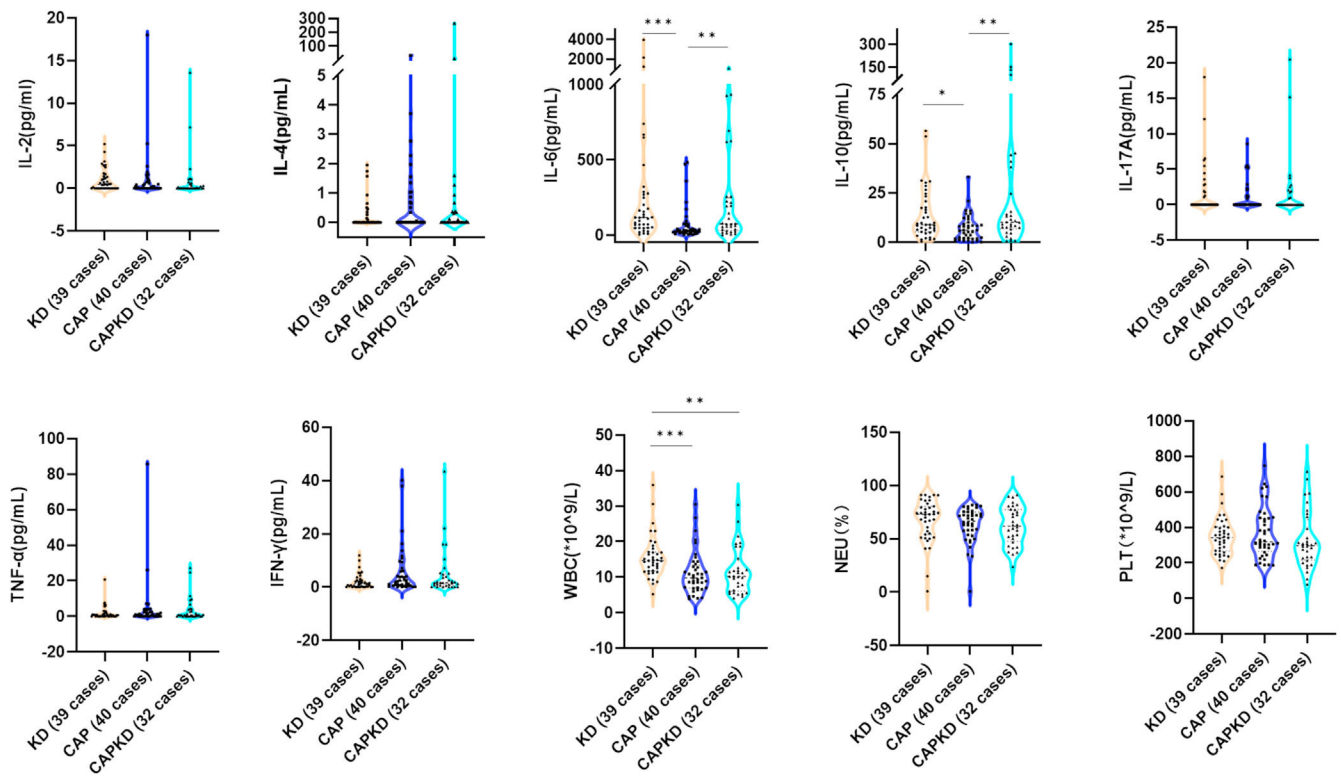 IL-2(pg/ml)
20
15
10
5
0
-5
KD (39 cases)
CAP (40 cases)
CAPKD (32 cases)
IL-4(pg/mL)
300
200
100
5
4
3
2
1
0
KD (39 cases)
CAP (40 cases)
CAPKD (32 cases)
IL-6(pg/mL)
*** **
4000
2000
1000
500
0
KD (39 cases)
CAP (40 cases)
CAPKD (32 cases)
IL-10(pg/mL)
**
*
300
150
75
50
25
0
KD (39 cases)
CAP (40 cases)
CAPKD (32 cases)
IL-17A(pg/mL)
25
20
15
10
5
0
-5
KD (39 cases)
CAP (40 cases)
CAPKD (32 cases)
TNF-α(pg/mL)
100
80
60
40
20
0
-20
KD (39 cases)
CAP (40 cases)
CAPKD (32 cases)
IFN-γ(pg/mL)
60
40
20
0
-20
KD (39 cases)
CAP (40 cases)
CAPKD (32 cases)
WBC(*10^9/L)
**
***
50
40
30
20
10
0
-10
KD (39 cases)
CAP (40 cases)
CAPKD (32 cases)
NEU(%)
150
100
50
0
-50
KD (39 cases)
CAP (40 cases)
CAPKD (32 cases)
PLT(*10^9/L)
1000
800
600
400
200
0
-200
KD (39 cases)
CAP (40 cases)
CAPKD (32 cases)